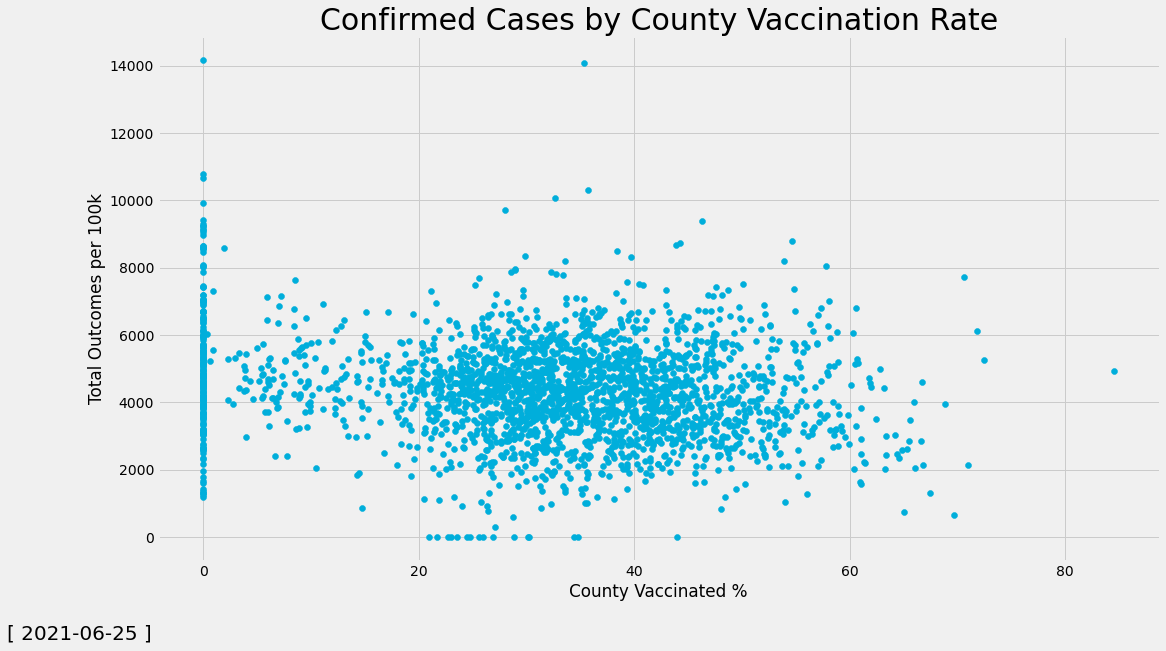 Confirmed Cases by County Vaccination Rate
Total Outcomes per 100k
14000
12000
10000
8000
6000
4000
2000
0
0 20 40 60 80
County Vaccinated %
[ 2021-06-25 ]